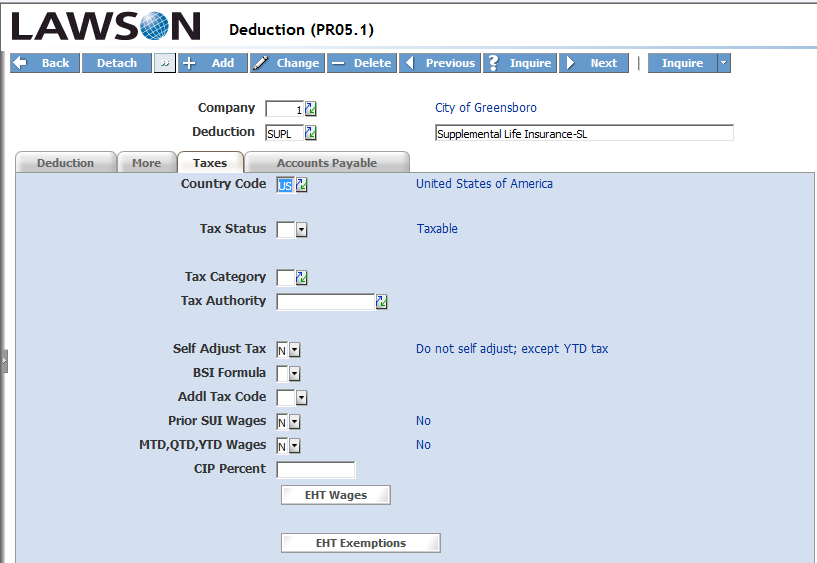 LAWSON Deduction (PR05.1)
Back Detach » Add Change Delete Previous Inquire Next Inquire
Company 1 City of Greensboro
Deduction SUPL Supplemental Life Insurance-SL
Deduction More Taxes Accounts Payable
Country Code US United States of America
Tax Status Taxable
Tax Category
Tax Authority
Self Adjust Tax N Do not self adjust; except YTD tax
BSI Formula
Addl Tax Code
Prior SUI Wages N No
MTD,QTD,YTD Wages N No
CIP Percent
EHT Wages
EHT Exemptions